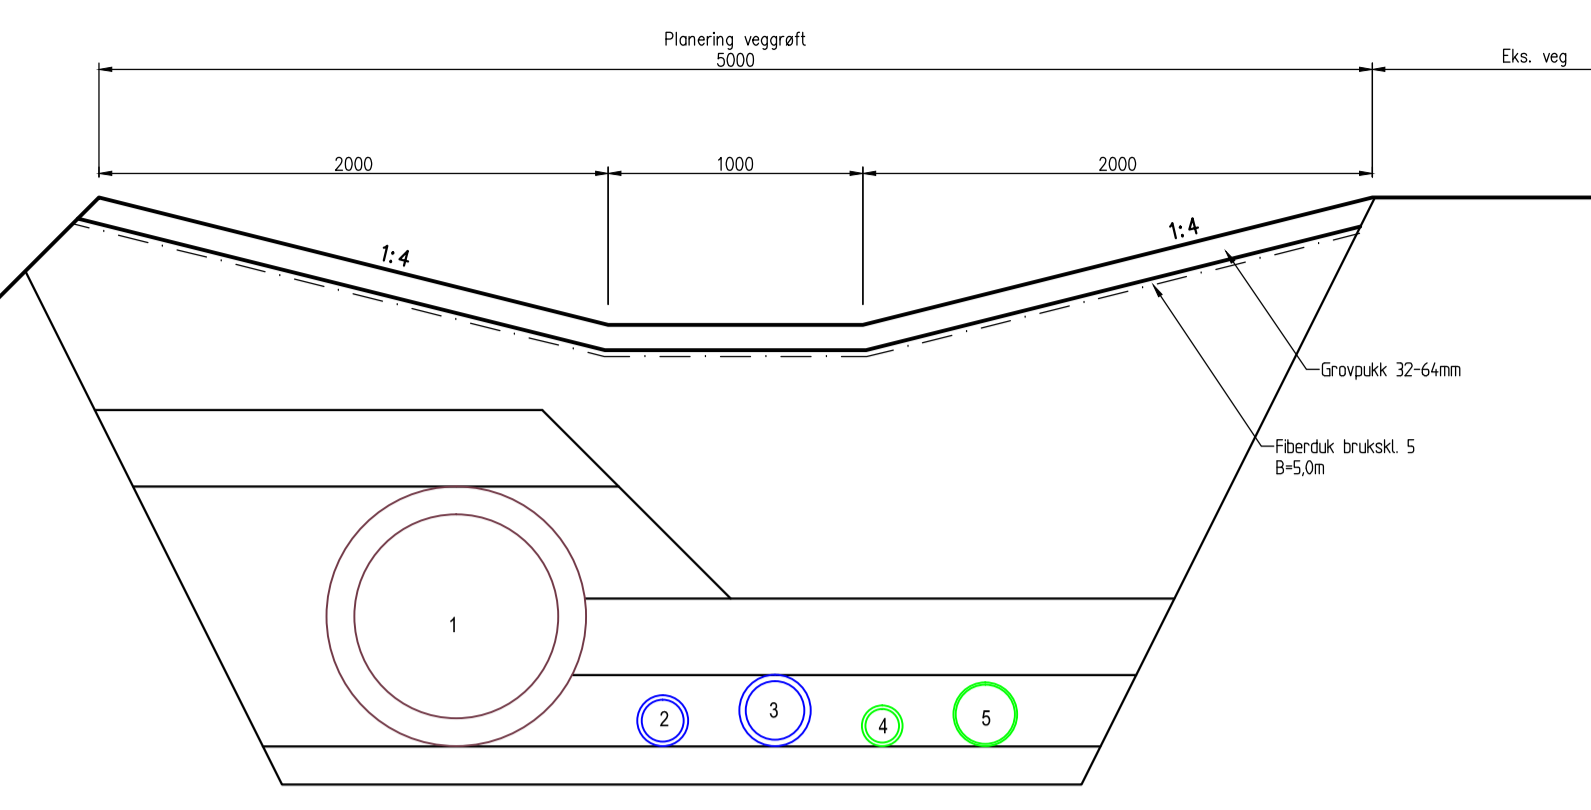 Planering veggrøft
5000
Eks. veg
2000
1000
2000
1:4
1:4
Grovpukk 32-64mm
Fiberduk brukskl. 5
B=5,0m
1
2
3
4
5